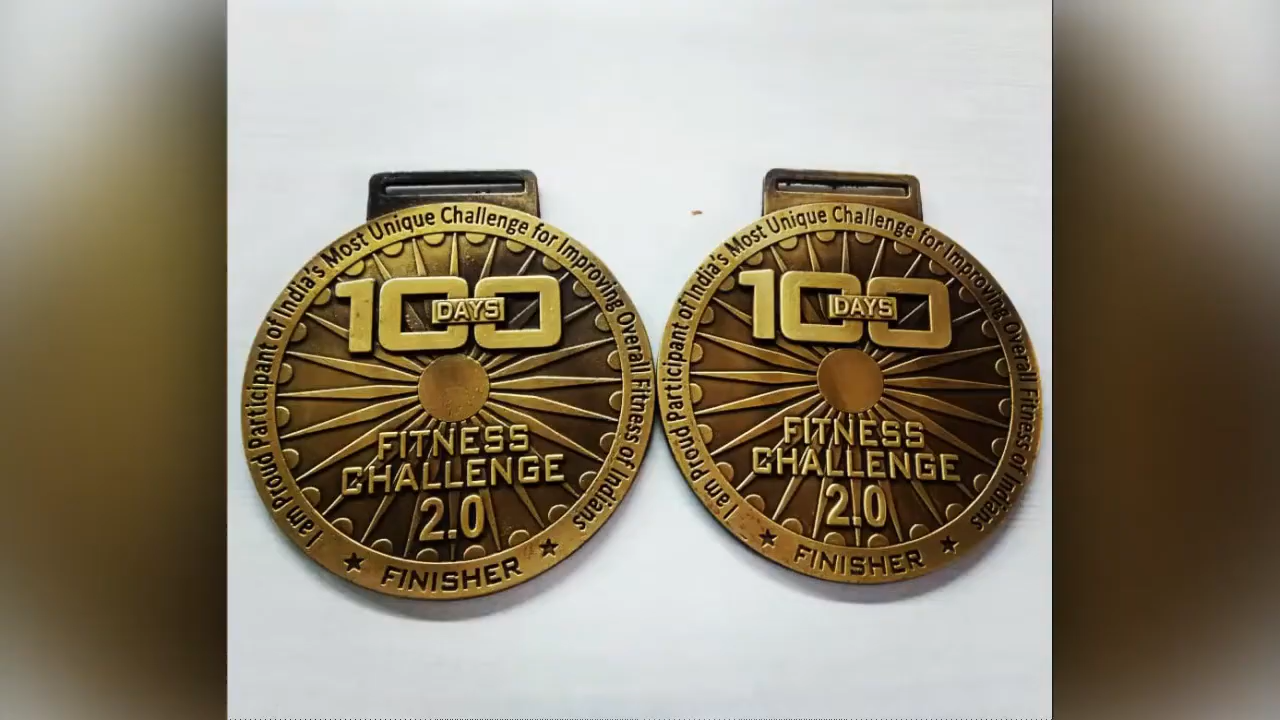 I am Proud Participant of India's Most Unique Challenge for Improving Overall Fitness of Indians
100
DAYS
FITNESS
CHALLENGE
2.0
FINISHER
I am Proud Participant of India's Most Unique Challenge for Improving Overall Fitness of Indians
100
DAYS
FITNESS
CHALLENGE
2.0
FINISHER